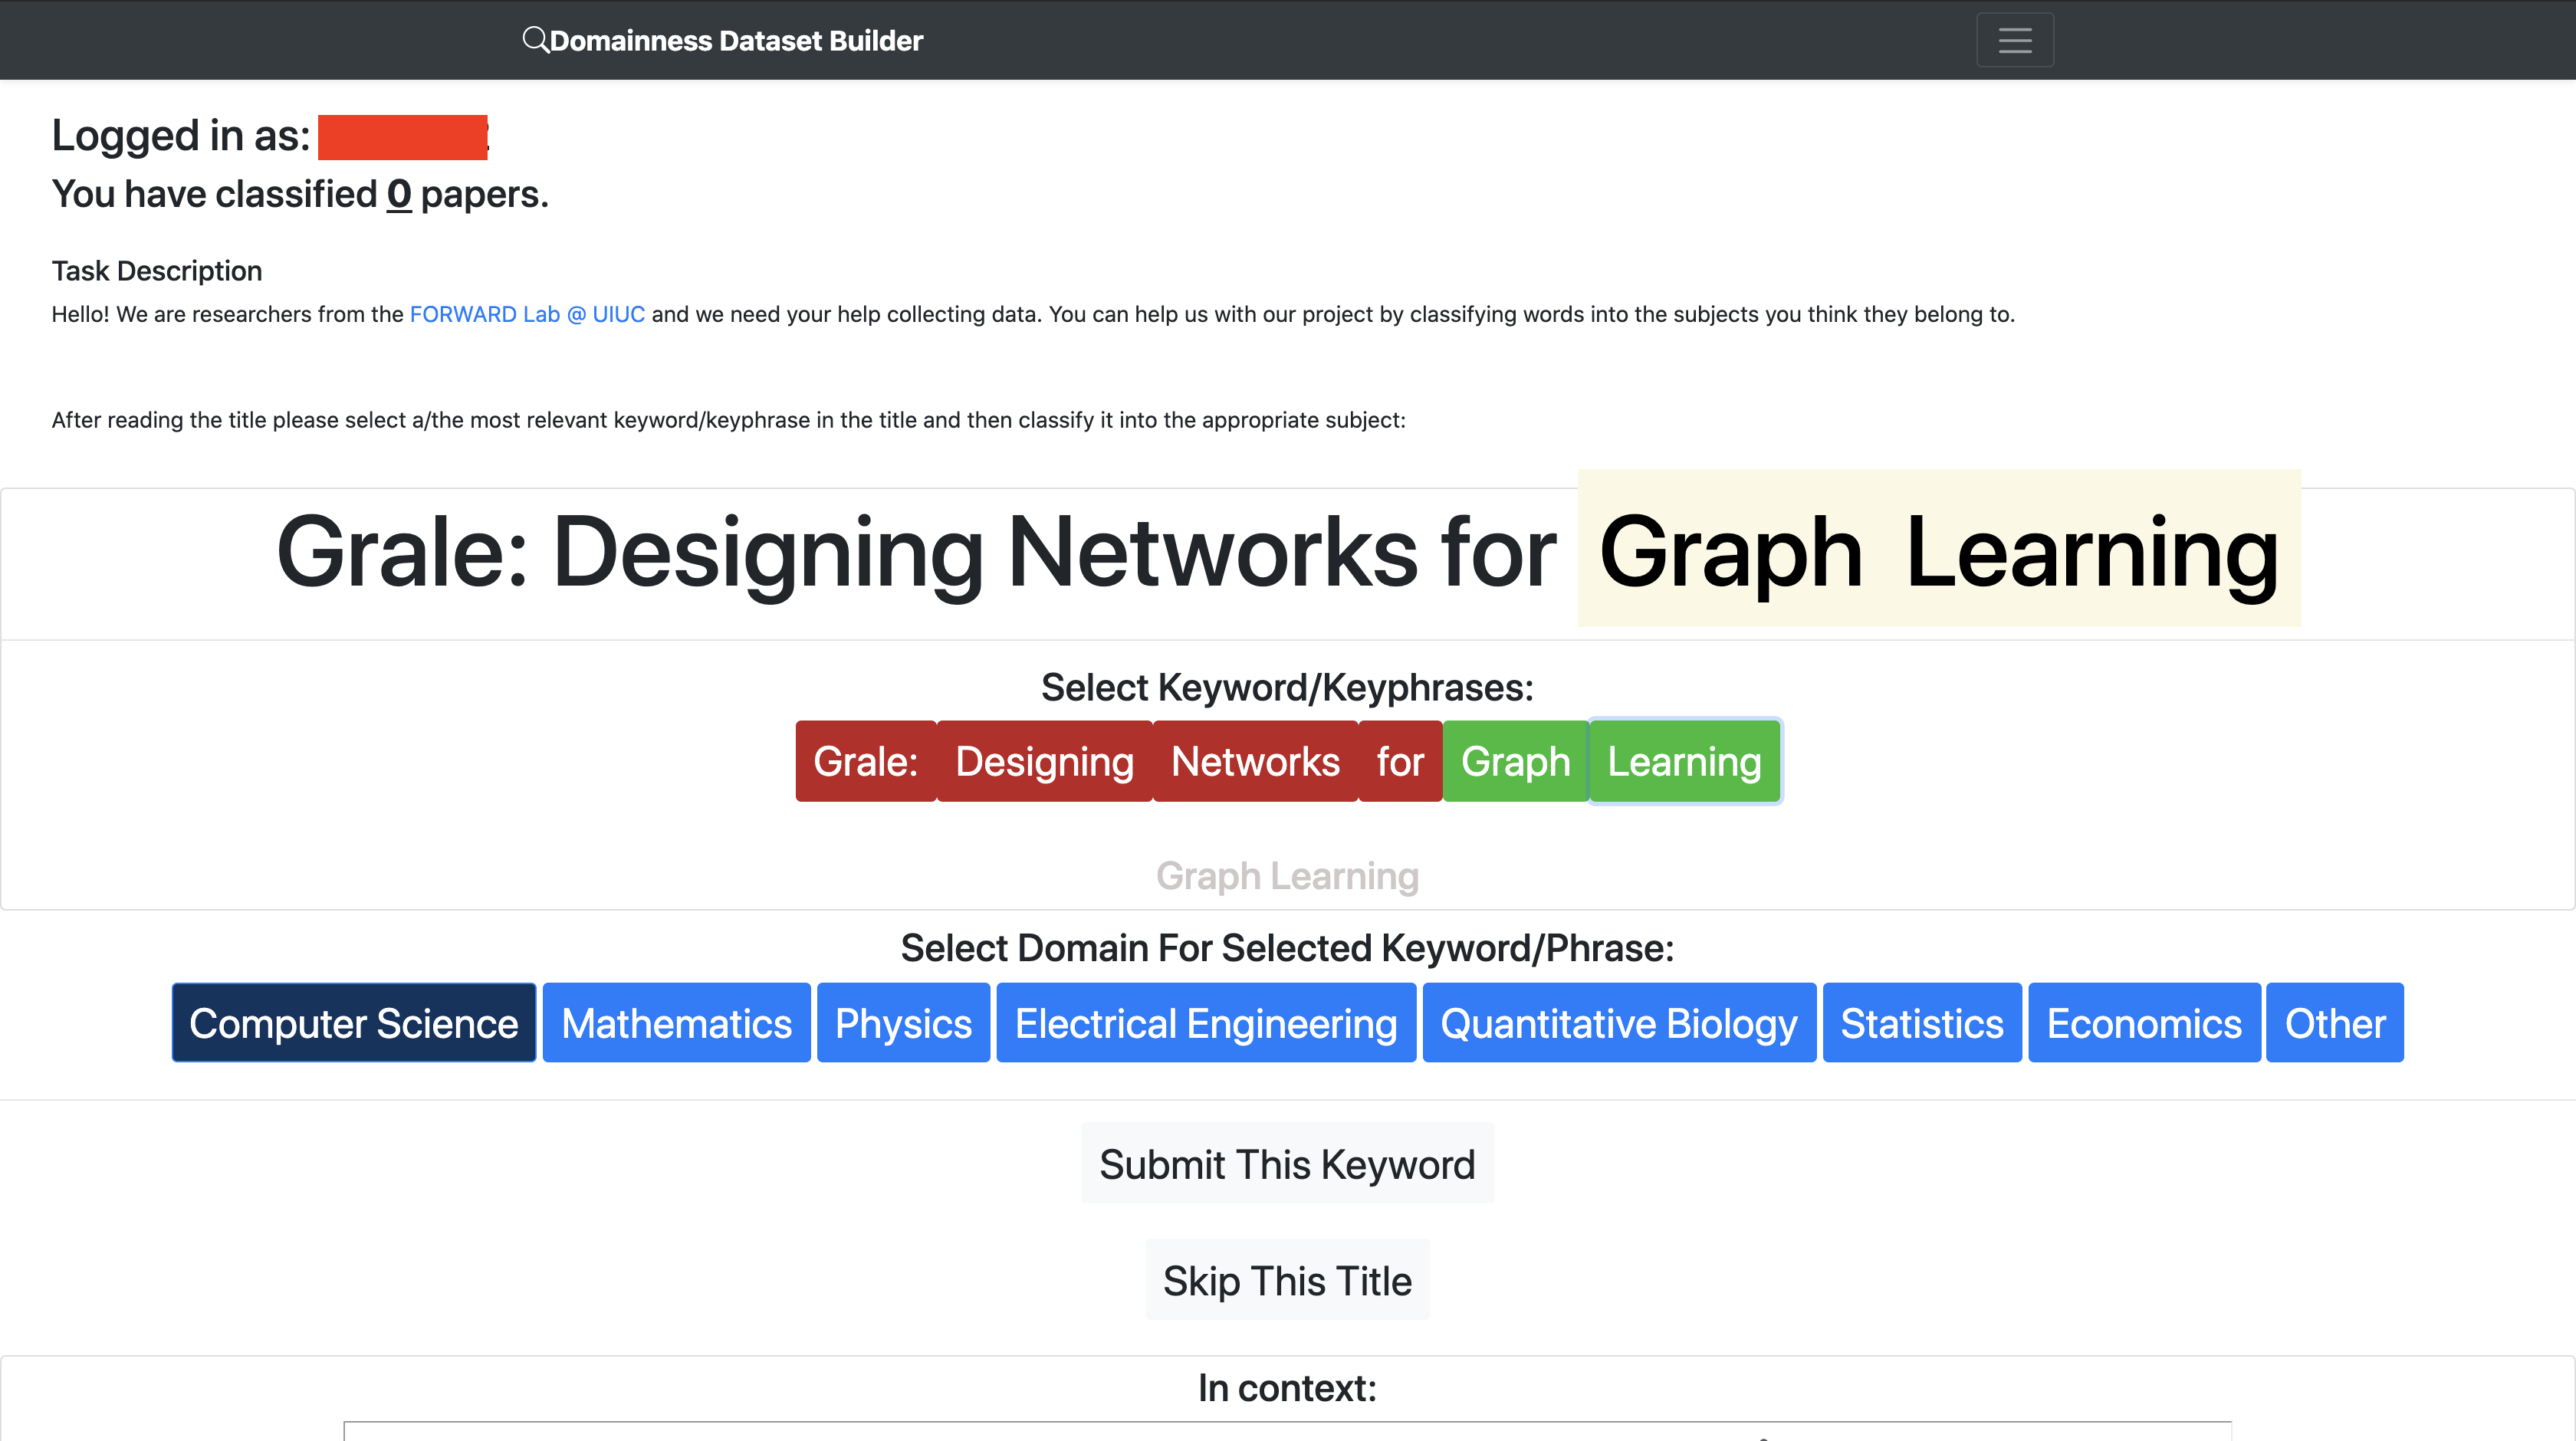 Domainness Dataset Builder
Logged in as:
You have classified 0 papers.
Task Description
Hello! We are researchers from the FORWARD Lab @ UIUC and we need your help collecting data. You can help us with our project by classifying words into the subjects you think they belong to.
After reading the title please select a/the most relevant keyword/keyphrase in the title and then classify it into the appropriate subject:
Grale: Designing Networks for Graph Learning
Select Keyword/Keyphrases:
Grale: Designing Networks for Graph Learning
Graph Learning
Select Domain For Selected Keyword/Phrase:
Computer Science Mathematics Physics Electrical Engineering Quantitative Biology Statistics Economics Other
Submit This Keyword
Skip This Title
In context: